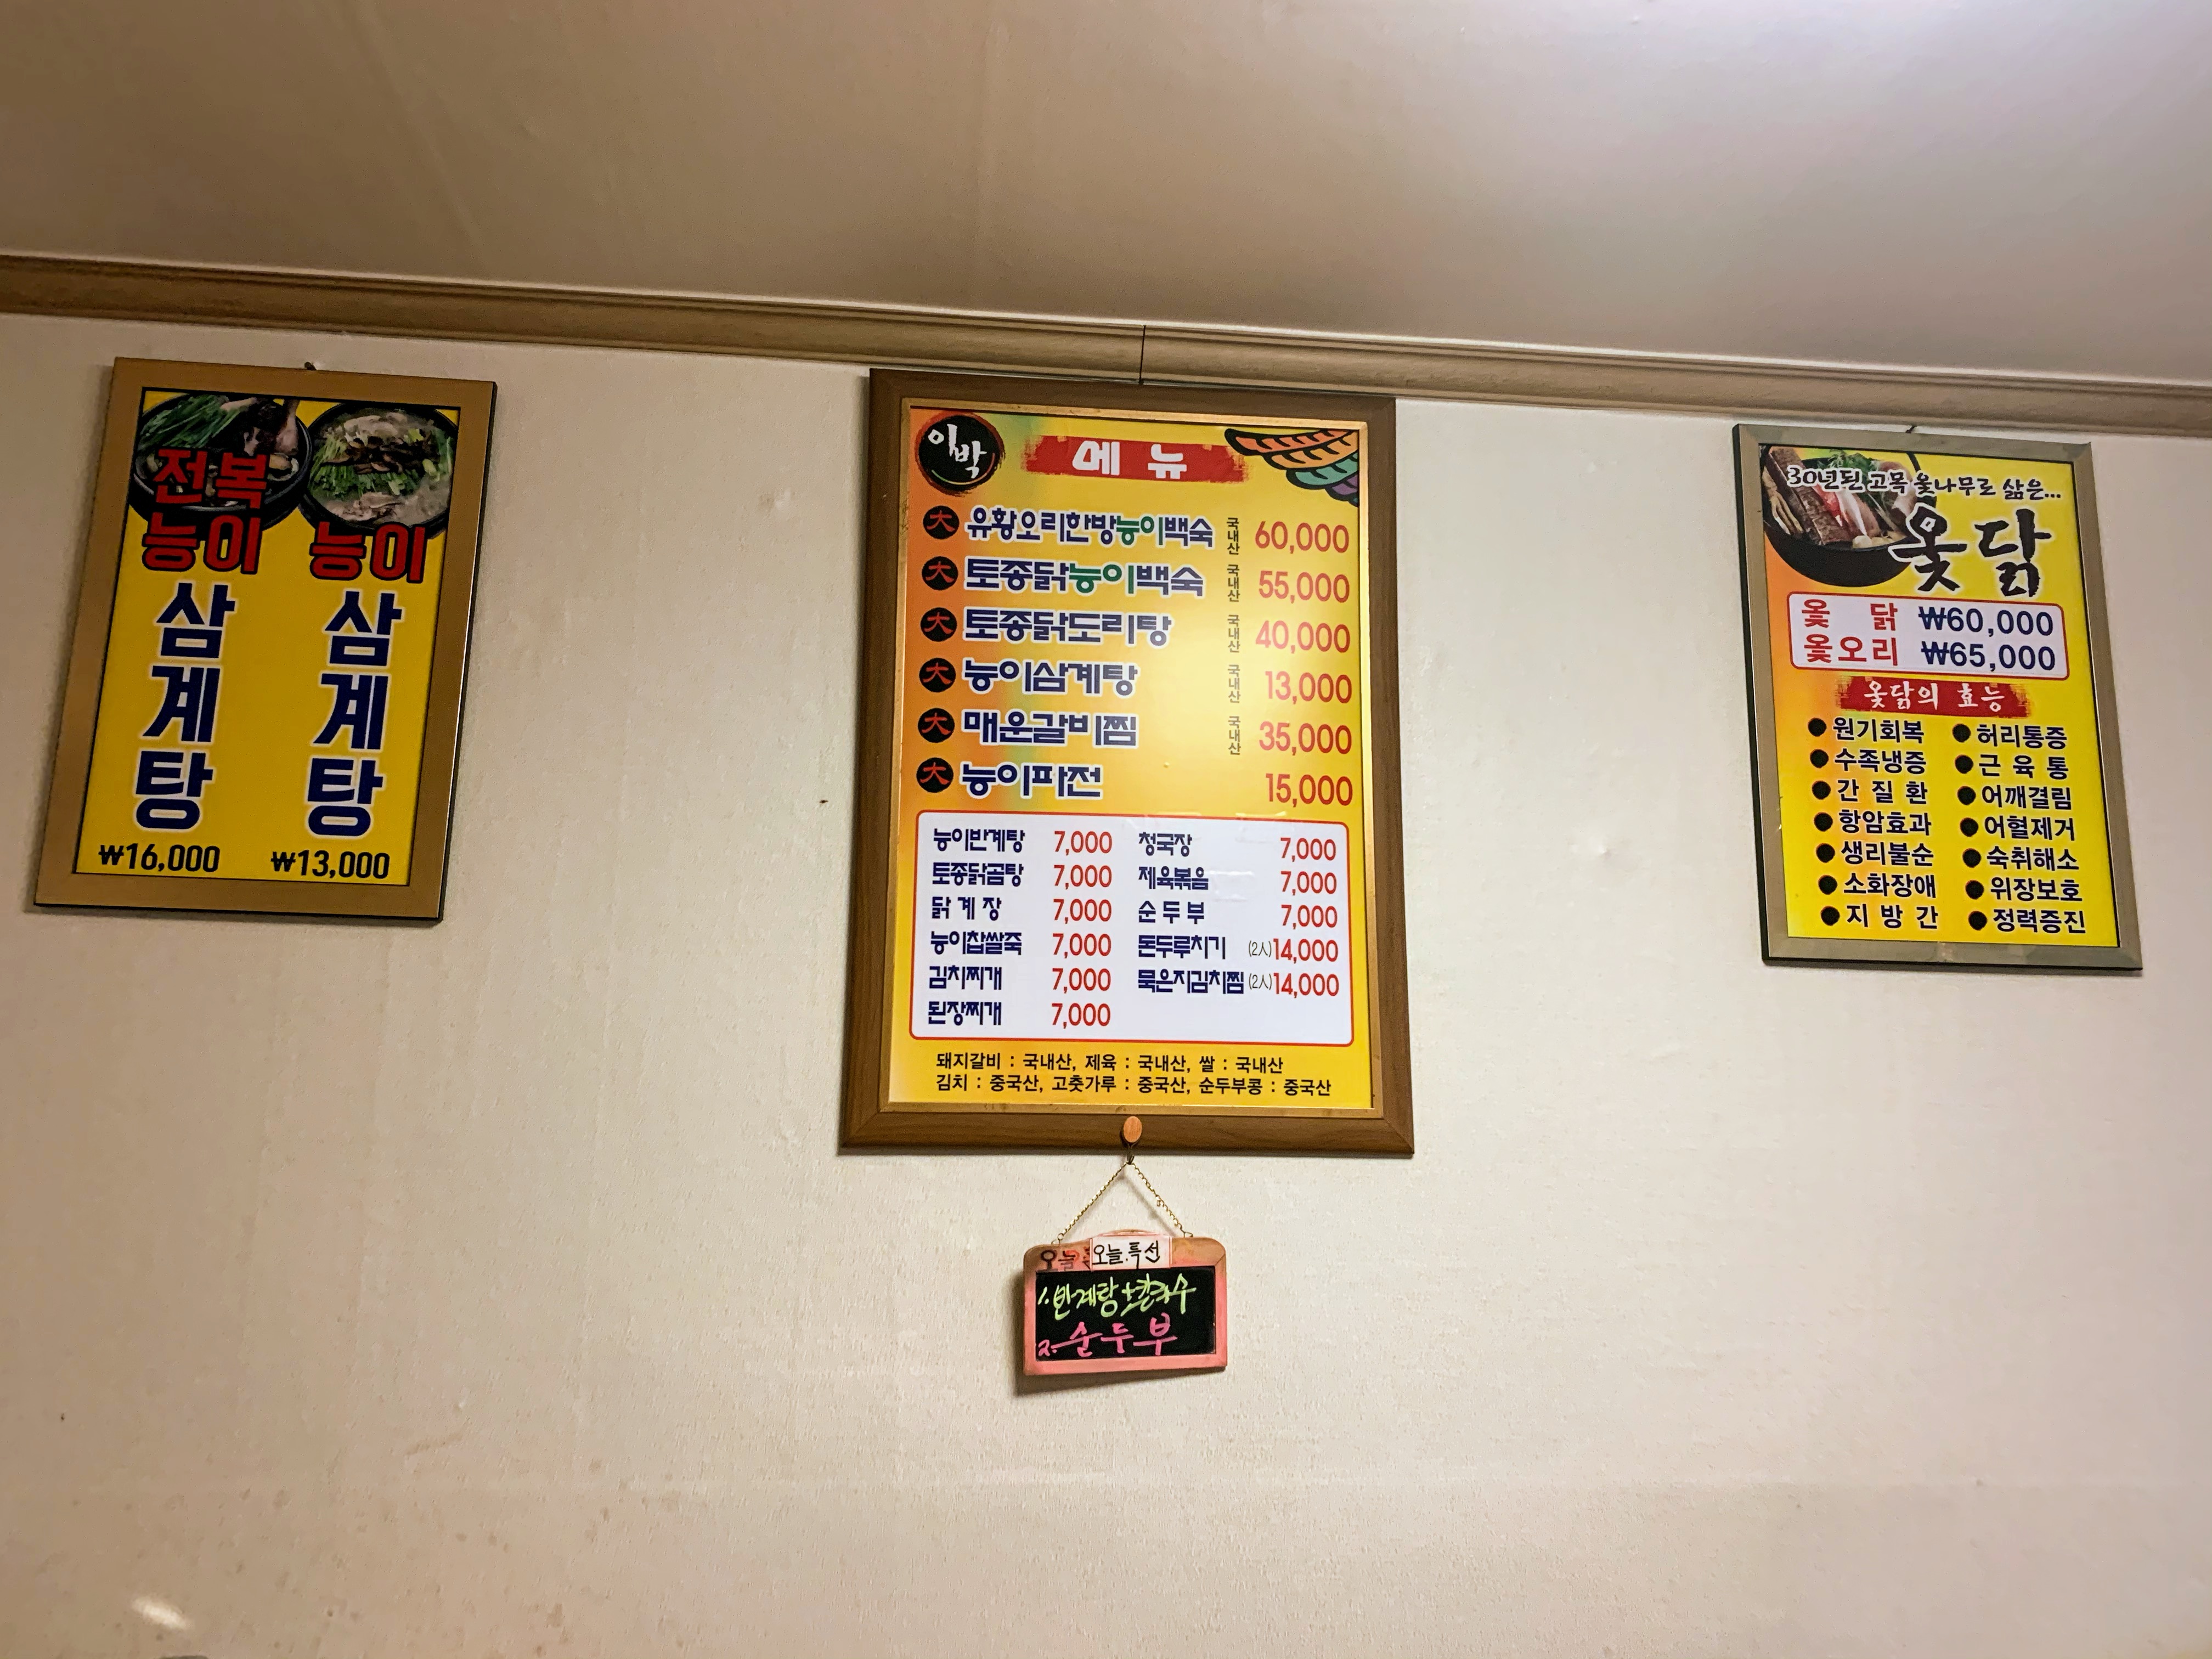 전복
능이
삼계탕
₩16,000
능이
삼계탕
₩13,000
이박
메뉴
大 유황오리한방능이백숙 국내산 60,000
大 토종닭능이백숙 국내산 55,000
大 토종닭도리탕 국내산 40,000
大 능이삼계탕 국내산 13,000
大 매운갈비찜 국내산 35,000
大 능이파전 15,000
능이반계탕 7,000 청국장 7,000
토종닭곰탕 7,000 제육볶음 7,000
닭계장 7,000 순두부 7,000
능이찹쌀죽 7,000 돈두루치기 (2人)14,000
김치찌개 7,000 묵은지김치찜 (2人)14,000
된장찌개 7,000
돼지갈비 : 국내산, 제육 : 국내산, 쌀 : 국내산
김치 : 중국산, 고춧가루 : 중국산, 순두부콩 : 중국산
오늘 오늘.특선
1. 반계탕+칼국수
2. 순두부
30년된 고목 옻나무로 삶은...
옻닭
옻 닭 ₩60,000
옻오리 ₩65,000
옻닭의 효능
● 원기회복 ● 허리통증
● 수족냉증 ● 근육통
● 간질환 ● 어깨결림
● 항암효과 ● 어혈제거
● 생리불순 ● 숙취해소
● 소화장애 ● 위장보호
● 지방간 ● 정력증진